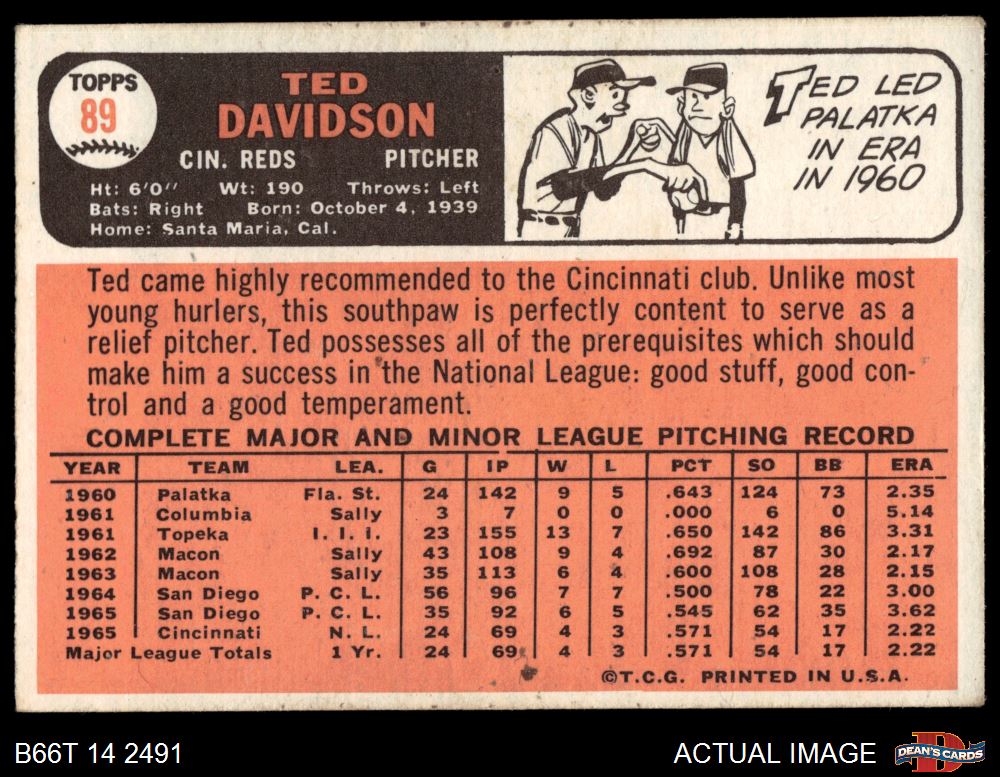 TOPPS
89
TED
DAVIDSON
CIN. REDS PITCHER
Ht: 6'0" Wt: 190 Throws: Left
Bats: Right Born: October 4, 1939
Home: Santa Maria, Cal.
TED LED
PALATKA
IN ERA
IN 1960
Ted came highly recommended to the Cincinnati club. Unlike most
young hurlers, this southpaw is perfectly content to serve as a
relief pitcher. Ted possesses all of the prerequisites which should
make him a success in the National League: good stuff, good con-
trol and a good temperament.
COMPLETE MAJOR AND MINOR LEAGUE PITCHING RECORD
YEAR TEAM LEA. G IP W L PCT SO BB ERA
1960 Palatka Fla. St. 24 142 9 5 .643 124 73 2.35
1961 Columbia Sally 3 7 0 0 .000 6 0 5.14
1961 Topeka I. I. I. 23 155 13 7 .650 142 86 3.31
1962 Macon Sally 43 108 9 4 .692 87 30 2.17
1963 Macon Sally 35 113 6 4 .600 108 28 2.15
1964 San Diego P. C. L. 56 96 7 7 .500 78 22 3.00
1965 San Diego P. C. L. 35 92 6 5 .545 62 35 3.62
1965 Cincinnati N. L. 24 69 4 3 .571 54 17 2.22
Major League Totals 1 Yr. 24 69 4 3 .571 54 17 2.22
©T.C.G. PRINTED IN U.S.A.
B66T 14 2491 ACTUAL IMAGE DEAN'S CARDS